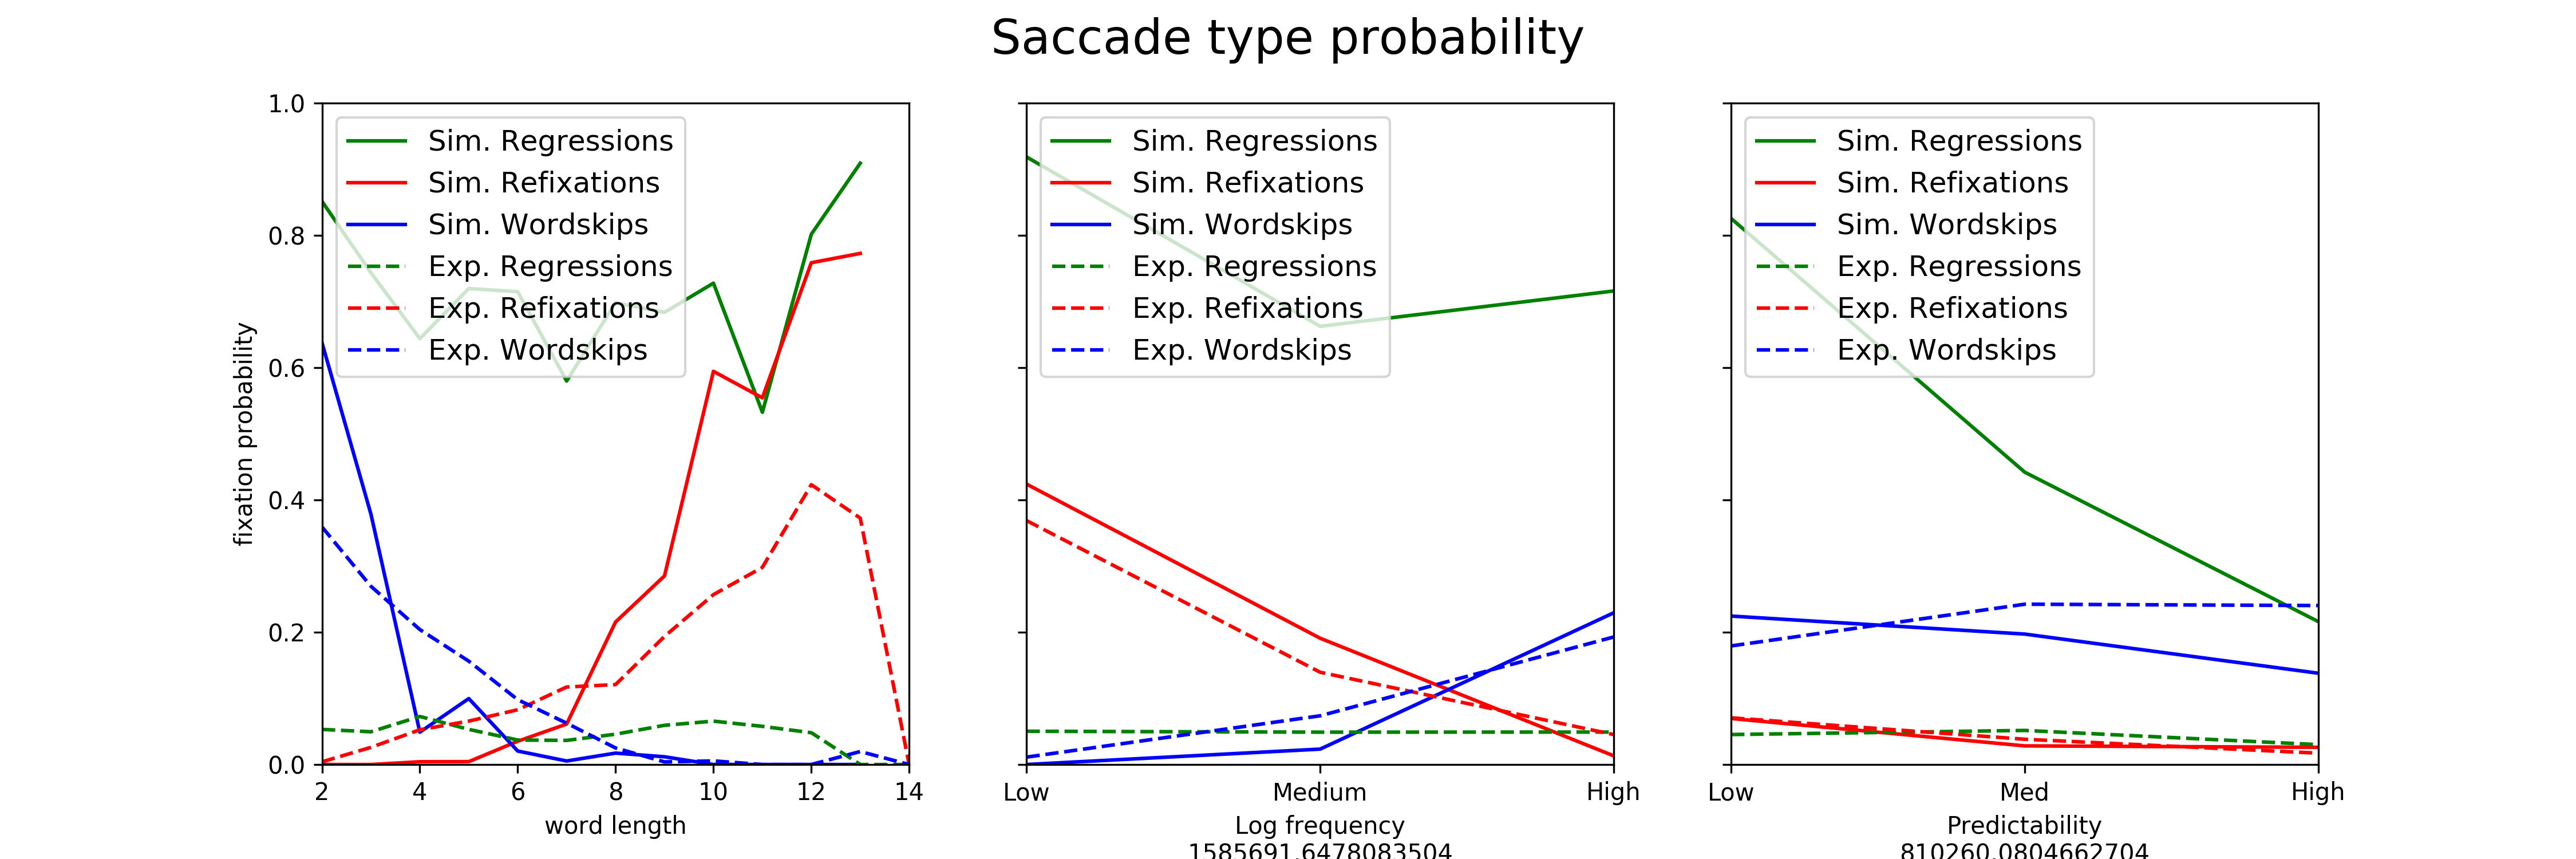 Saccade type probability
1.0
0.8
0.6
0.4
0.2
0.0
fixation probability
Sim. Regressions
Sim. Refixations
Sim. Wordskips
Exp. Regressions
Exp. Refixations
Exp. Wordskips
2 4 6 8 10 12 14
word length
Sim. Regressions
Sim. Refixations
Sim. Wordskips
Exp. Regressions
Exp. Refixations
Exp. Wordskips
Low Medium High
Log frequency
1585691.6478083504
Sim. Regressions
Sim. Refixations
Sim. Wordskips
Exp. Regressions
Exp. Refixations
Exp. Wordskips
Low Med High
Predictability
810260.0804662704